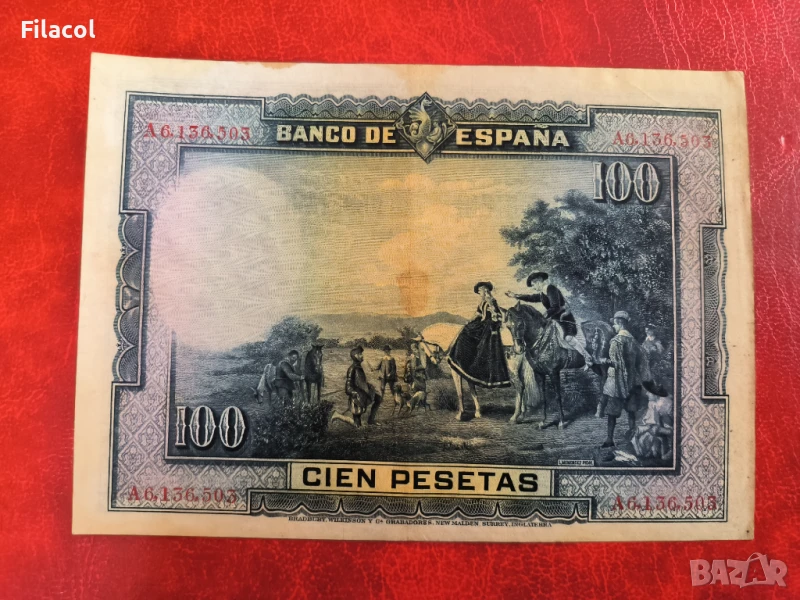 Filacol
A6,136,503
BANCO DE ESPAÑA
A6,136,503
100
100
CIEN PESETAS
A6,136,503
A6,136,503
BRADBURY, WILKINSON Y Cª GRABADORES, NEW MALDEN, SURREY, INGLATERRA
BAZAR